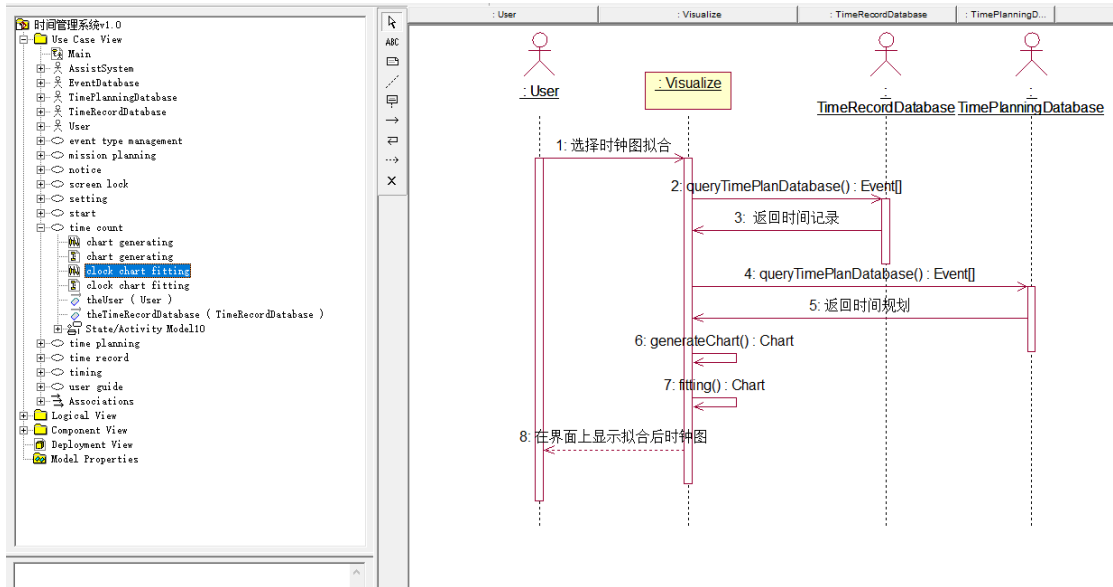 时间管理系统v1.0
Use Case View
Main
AssistSystem
EventDatabase
TimePlanningDatabase
TimeRecordDatabase
User
event type management
mission planning
notice
screen lock
setting
start
time count
chart generating
chart generating
clock chart fitting
clock chart fitting
theUser ( User )
theTimeRecordDatabase ( TimeRecordDatabase )
State/Activity Model10
time planning
time record
timing
user guide
Associations
Logical View
Component View
Deployment View
Model Properties
ABC
: User
: Visualize
: TimeRecordDatabase
: TimePlanningD...
: User
: Visualize
:
TimeRecordDatabase
:
TimePlanningDatabase
1: 选择时钟图拟合
2: queryTimePlanDatabase() : Event[]
3: 返回时间记录
4: queryTimePlanDatabase() : Event[]
5: 返回时间规划
6: generateChart() : Chart
7: fitting() : Chart
8: 在界面上显示拟合后时钟图